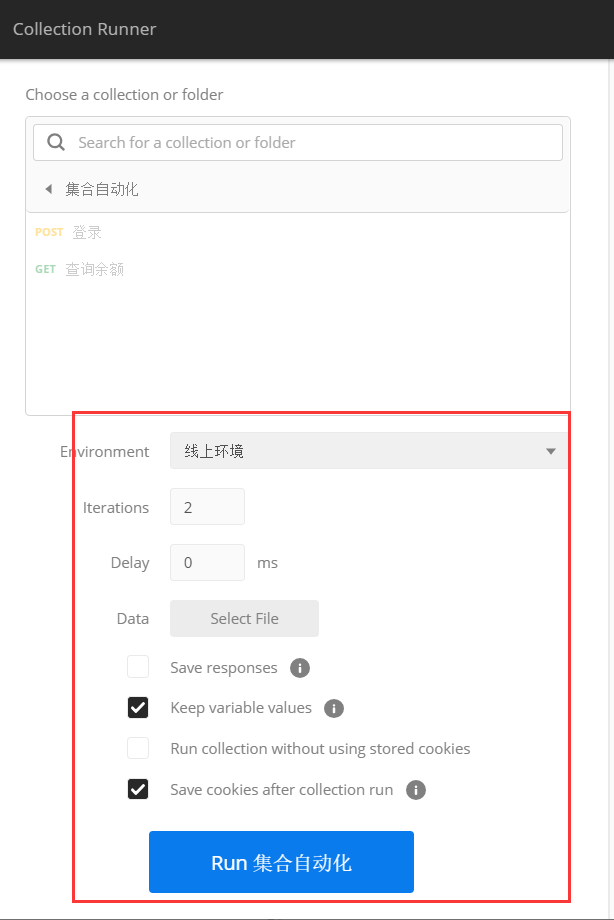 Collection Runner
Choose a collection or folder
Search for a collection or folder
集合自动化
POST 登录
GET 查询余额
Environment 线上环境
Iterations 2
Delay 0 ms
Data Select File
Save responses
Keep variable values
Run collection without using stored cookies
Save cookies after collection run
Run 集合自动化